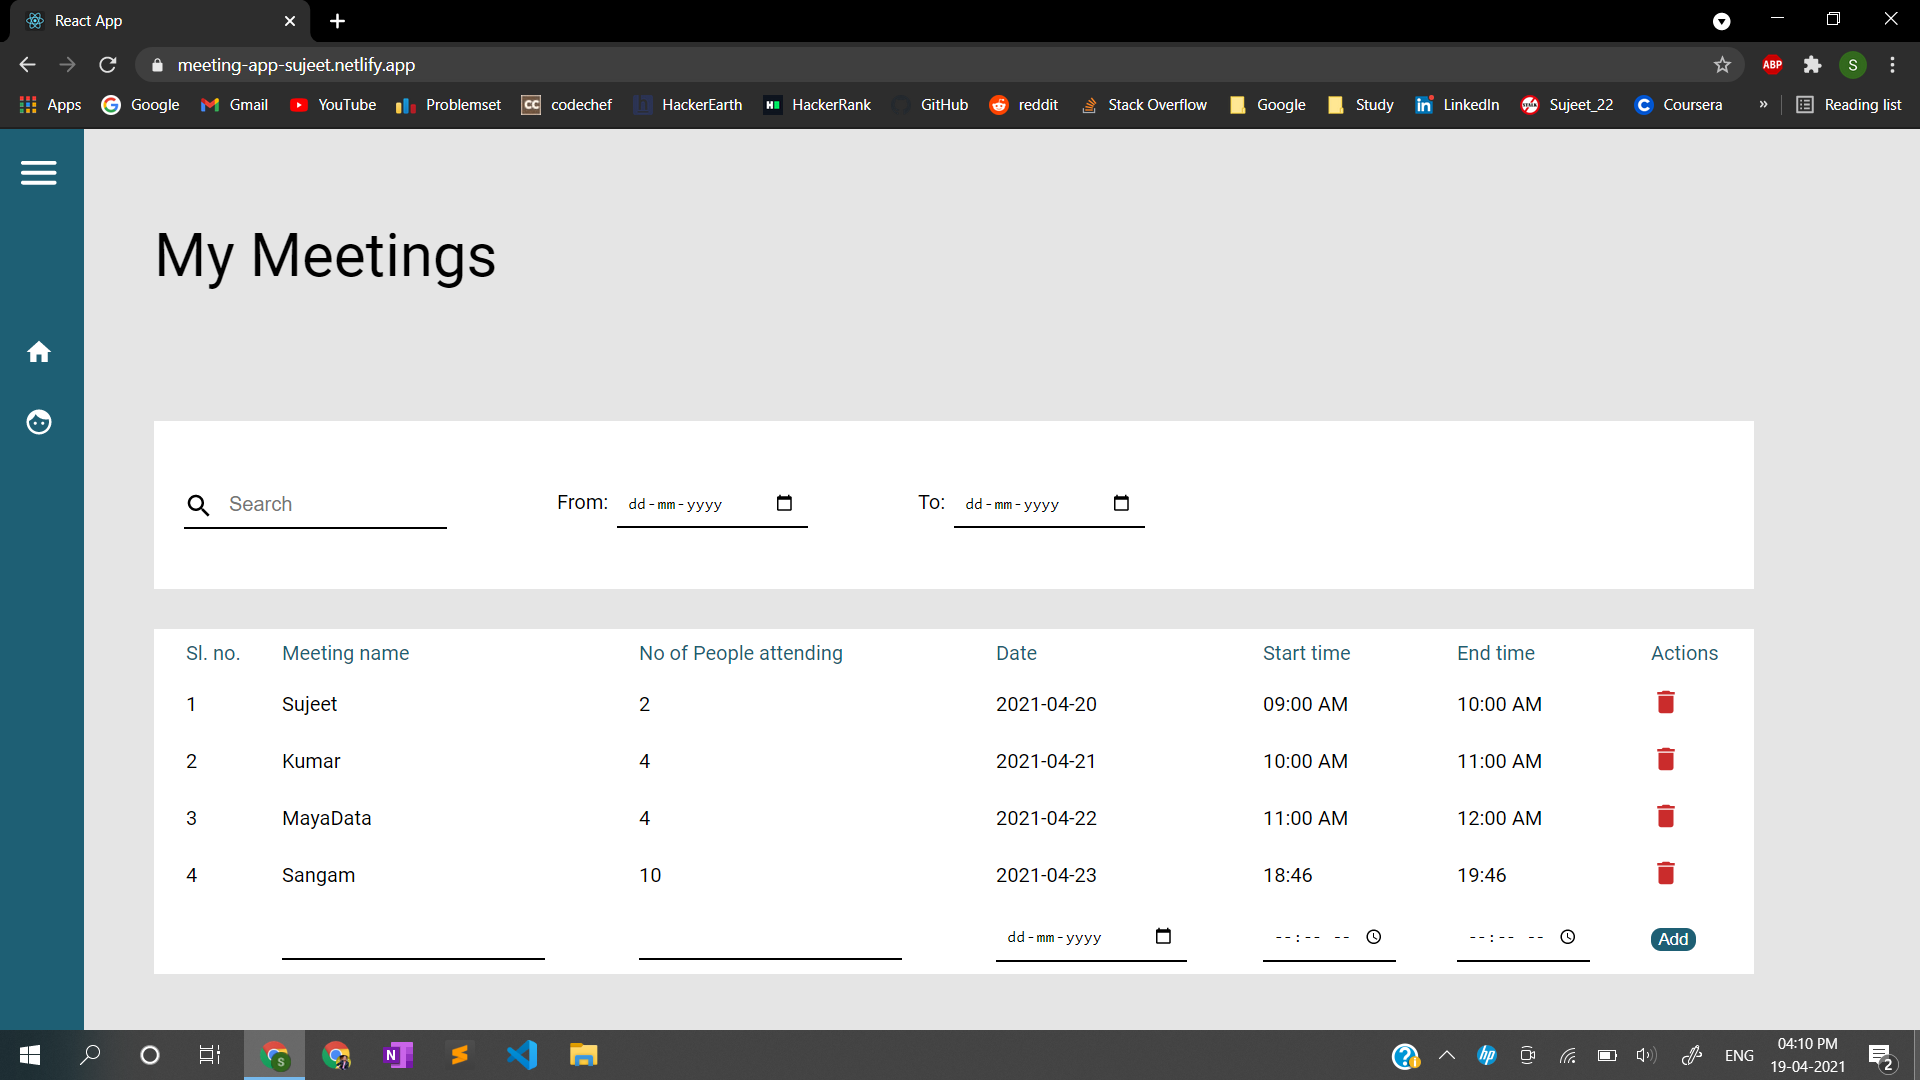 React App
meeting-app-sujeet.netlify.app
ABP
S
Apps Google Gmail YouTube Problemset CC codechef h HackerEarth H HackerRank GitHub reddit Stack Overflow Google Study in LinkedIn Sujeet_22 C Coursera » Reading list
My Meetings
Search From: dd-mm-yyyy To: dd-mm-yyyy
Sl. no. Meeting name No of People attending Date Start time End time Actions
1 Sujeet 2 2021-04-20 09:00 AM 10:00 AM
2 Kumar 4 2021-04-21 10:00 AM 11:00 AM
3 MayaData 4 2021-04-22 11:00 AM 12:00 AM
4 Sangam 10 2021-04-23 18:46 19:46
dd-mm-yyyy --:-- -- --:-- -- Add
S N hp ENG 04:10 PM
19-04-2021 2